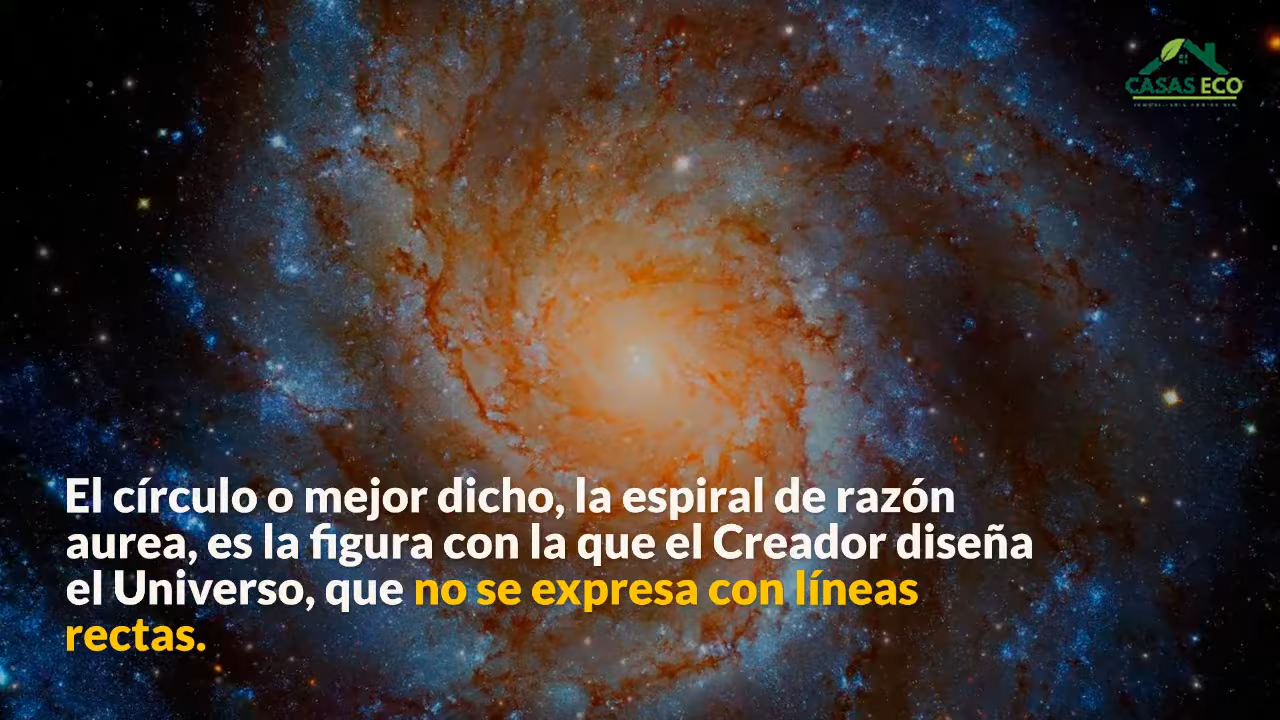 CASAS ECO
El círculo o mejor dicho, la espiral de razón
aurea, es la figura con la que el Creador diseña
el Universo, que no se expresa con líneas
rectas.